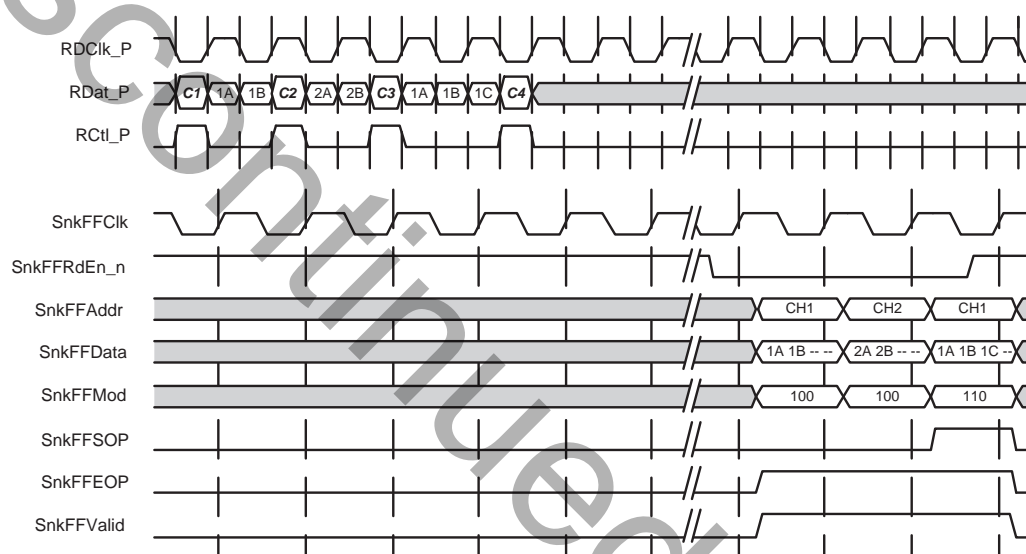 RDClk_P
RDat_P C1 1A 1B C2 2A 2B C3 1A 1B 1C C4
RCtl_P
SnkFFClk
SnkFFRdEn_n
SnkFFAddr CH1 CH2 CH1
SnkFFData 1A 1B -- -- 2A 2B -- -- 1A 1B 1C --
SnkFFMod 100 100 110
SnkFFSOP
SnkFFEOP
SnkFFValid
scontinued